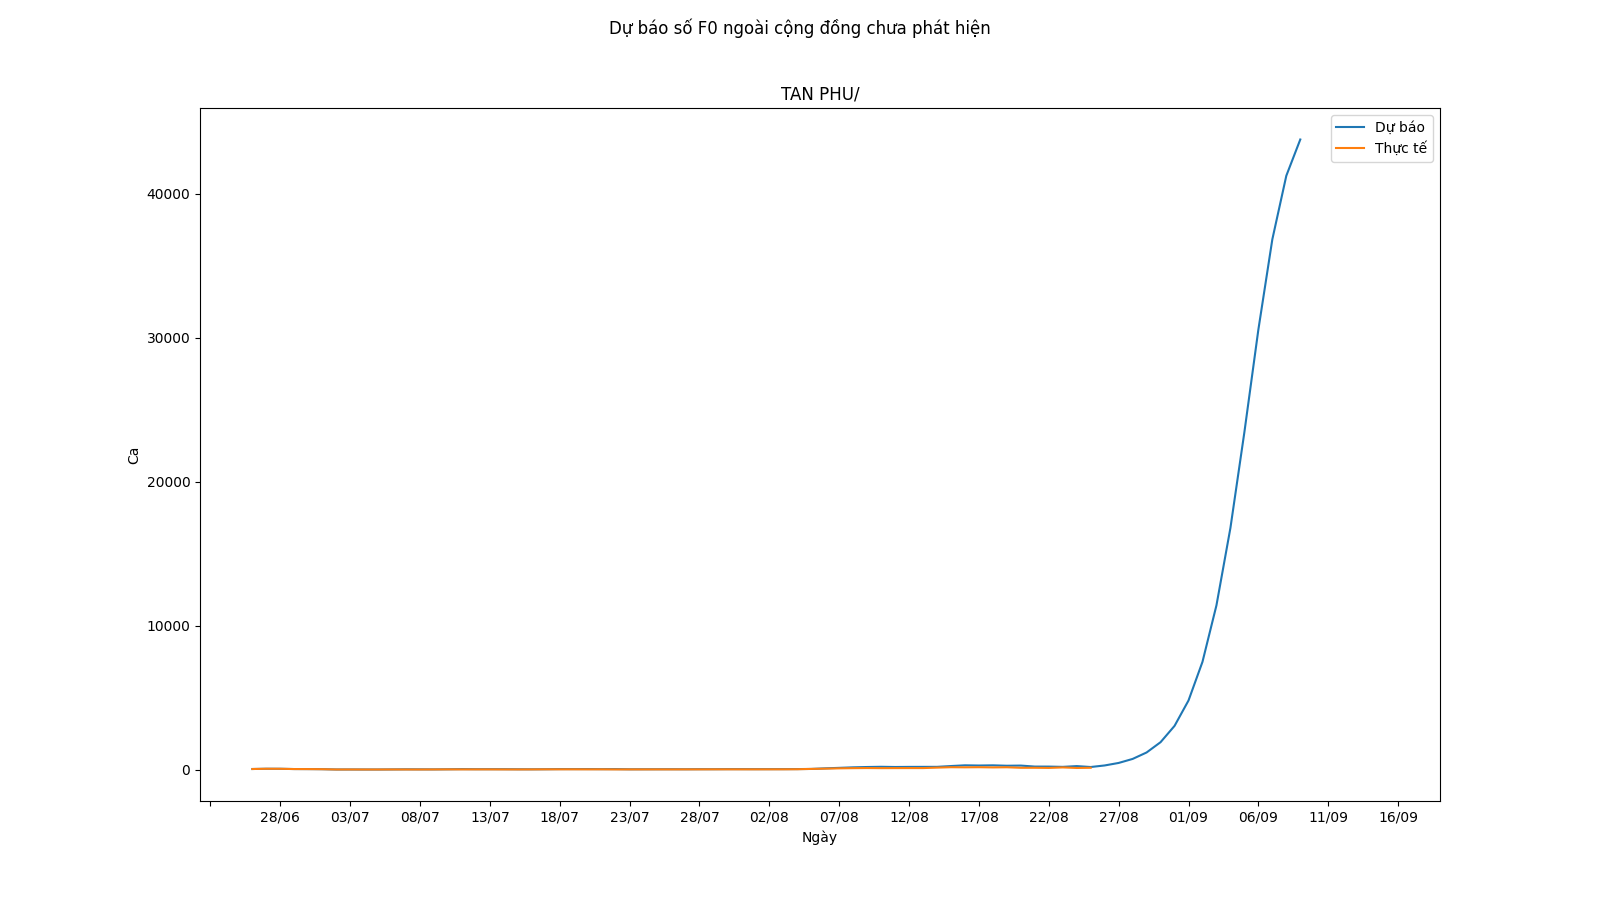 Dự báo số F0 ngoài cộng đồng chưa phát hiện
TAN PHU/
Dự báo
Thực tế
40000
30000
20000
10000
0
Ca
28/06 03/07 08/07 13/07 18/07 23/07 28/07 02/08 07/08 12/08 17/08 22/08 27/08 01/09 06/09 11/09 16/09
Ngày